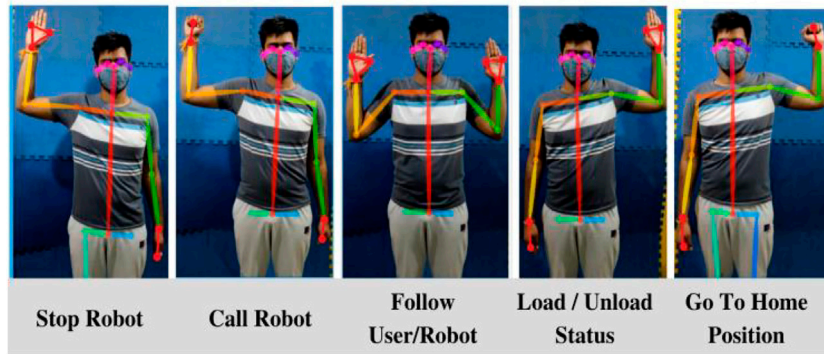 Stop Robot
Call Robot
Follow
User/Robot
Load / Unload
Status
Go To Home
Position